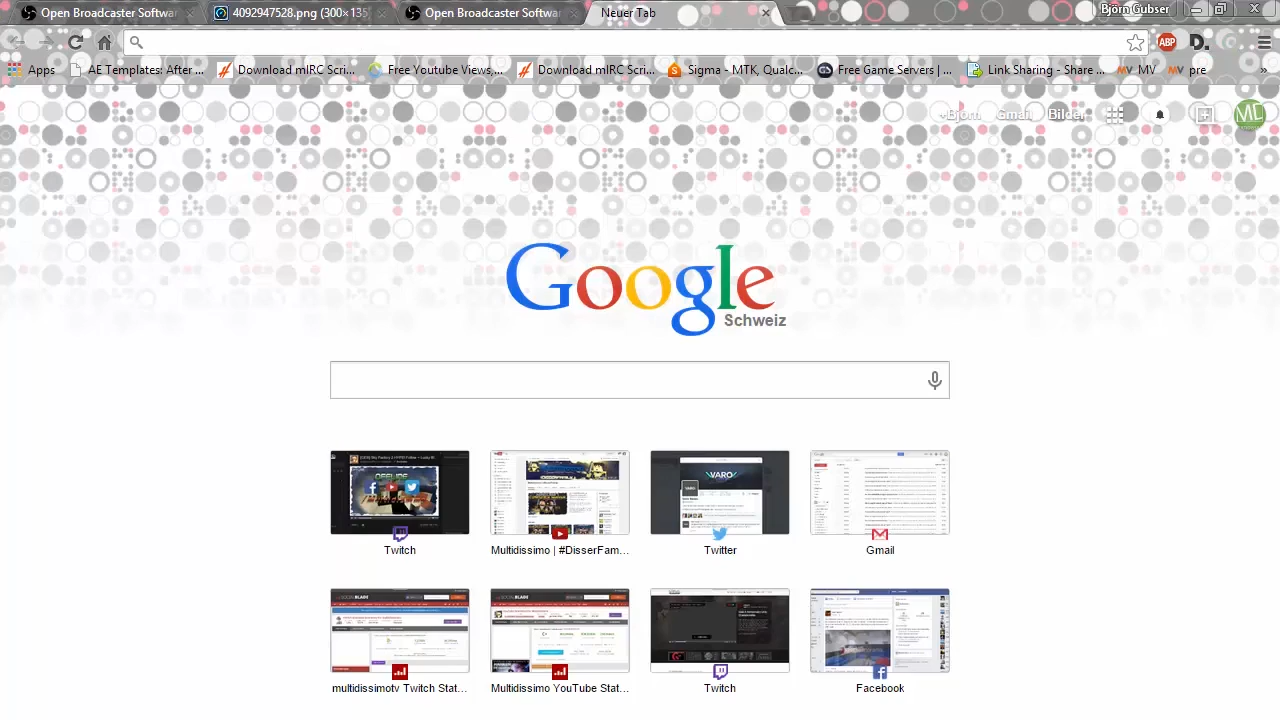 Open Broadcaster Softwar
4092947528.png (300×135
Open Broadcaster Softwar
Neuer Tab
Björn Gubser
ABP
Apps
AE Templates: After ...
Download mIRC Scri...
Free Youtube Views,...
Download mIRC Scri...
Sigma - MTK, Qualc...
Free Game Servers | ...
Link Sharing - Share ...
MV
pre
»
+Björn
Gmail
Bilder
Google
Schweiz
VARO
Twitch
Multidissimo | #DisserFam...
Twitter
Gmail
multidissimotv Twitch Stat...
Multidissimo YouTube Stat...
Twitch
Facebook